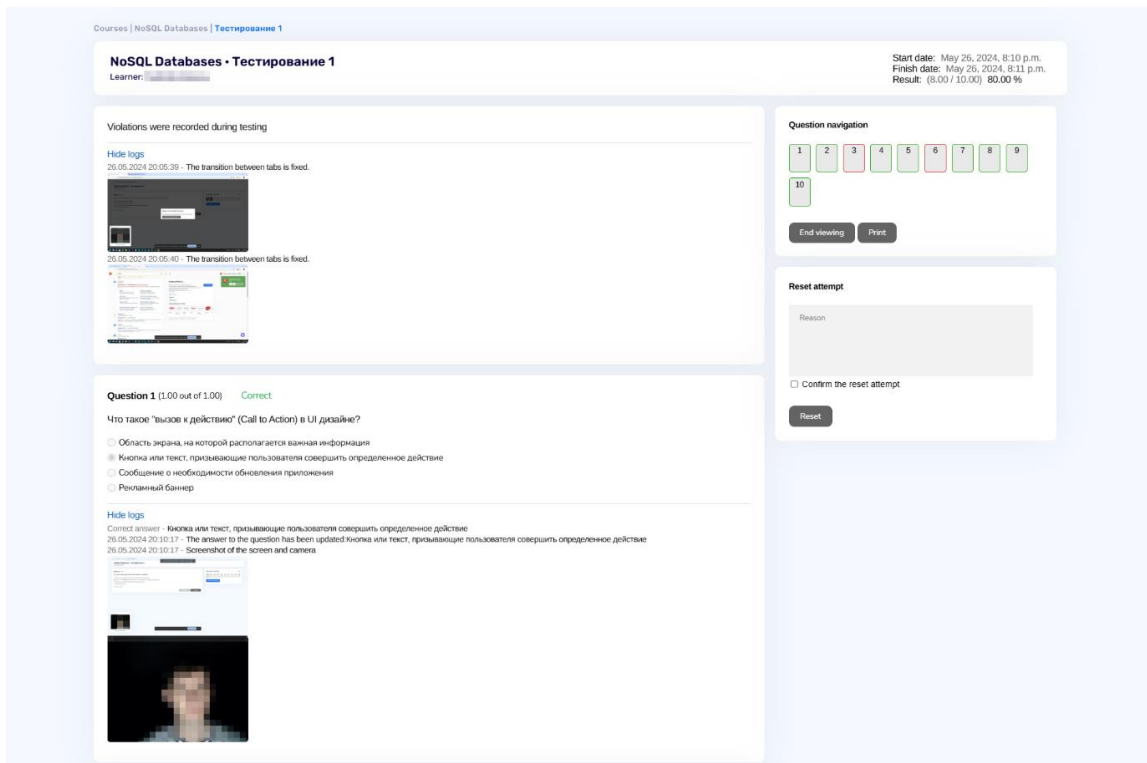 Courses | NoSQL Databases | Тестирование 1
NoSQL Databases • Тестирование 1
Learner:
Start date: May 26, 2024, 8:10 p.m.
Finish date: May 26, 2024, 8:11 p.m.
Result: (8.00 / 10.00) 80.00 %
Violations were recorded during testing
Hide logs
26.05.2024 20:05:39 - The transition between tabs is fixed.
26.05.2024 20:05:40 - The transition between tabs is fixed.
Question 1 (1.00 out of 1.00) Correct
Что такое "вызов к действию" (Call to Action) в UI дизайне?
Область экрана, на которой располагается важная информация
Кнопка или текст, призывающие пользователя совершить определенное действие
Сообщение о необходимости обновления приложения
Рекламный баннер
Hide logs
Correct answer - Кнопка или текст, призывающие пользователя совершить определенное действие
26.05.2024 20:10:17 - The answer to the question has been updated:Кнопка или текст, призывающие пользователя совершить определенное действие
26.05.2024 20:10:17 - Screenshot of the screen and camera
Question navigation
1 2 3 4 5 6 7 8 9
10
End viewing Print
Reset attempt
Reason
Confirm the reset attempt
Reset